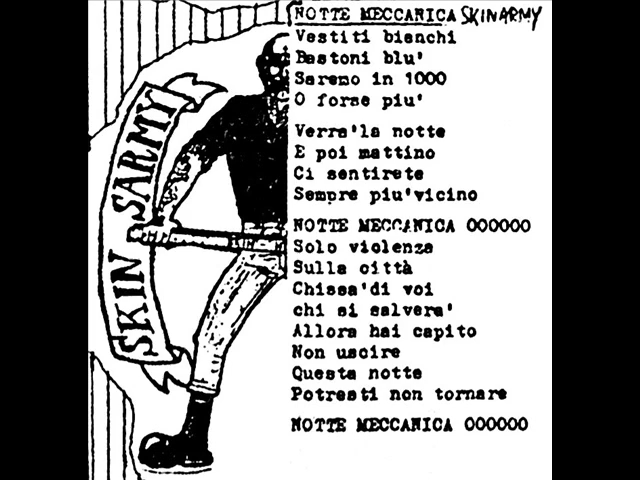 NOTTE MECCANICA SKINARMY
Vestiti bianchi
Bastoni blu'
Saremo in 1000
O forse piu'
Verra'la notte
E poi mattino
Ci sentirete
Sempre piu'vicino
NOTTE MECCANICA OOOOOO
Solo violenza
Sulla città
Chissa'di voi
chi si salvera'
Allora hai capito
Non uscire
Questa notte
Potresti non tornare
NOTTE MECCANICA OOOOOO
SKIN SARMY